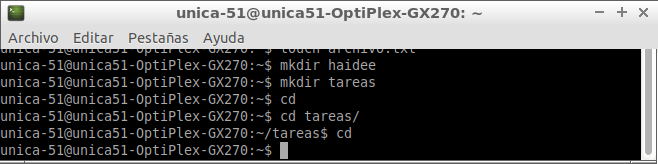 unica-51@unica51-OptiPlex-GX270: ~
Archivo Editar Pestañas Ayuda
unica-51@unica51-OptiPlex-GX270:~$ touch archivo.txt
unica-51@unica51-OptiPlex-GX270:~$ mkdir haidee
unica-51@unica51-OptiPlex-GX270:~$ mkdir tareas
unica-51@unica51-OptiPlex-GX270:~$ cd
unica-51@unica51-OptiPlex-GX270:~$ cd tareas/
unica-51@unica51-OptiPlex-GX270:~/tareas$ cd
unica-51@unica51-OptiPlex-GX270:~$